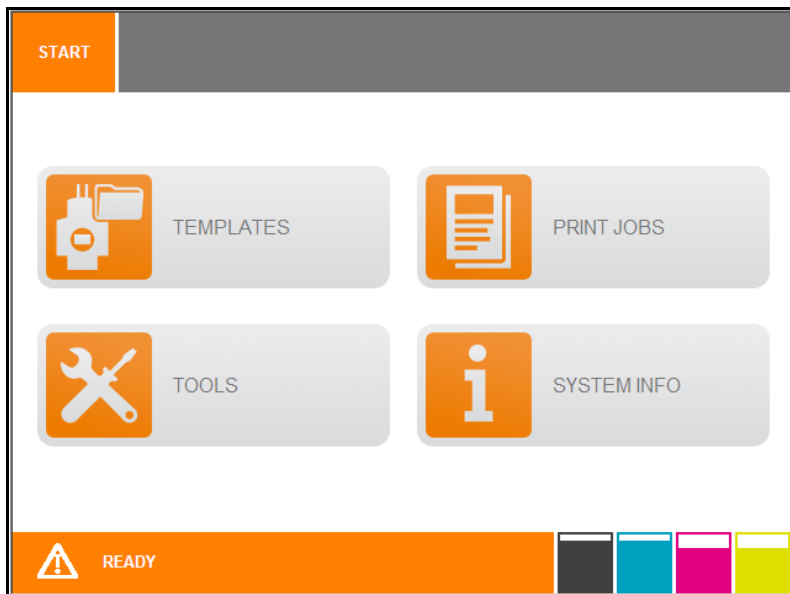 START
TEMPLATES
PRINT JOBS
TOOLS
SYSTEM INFO
READY